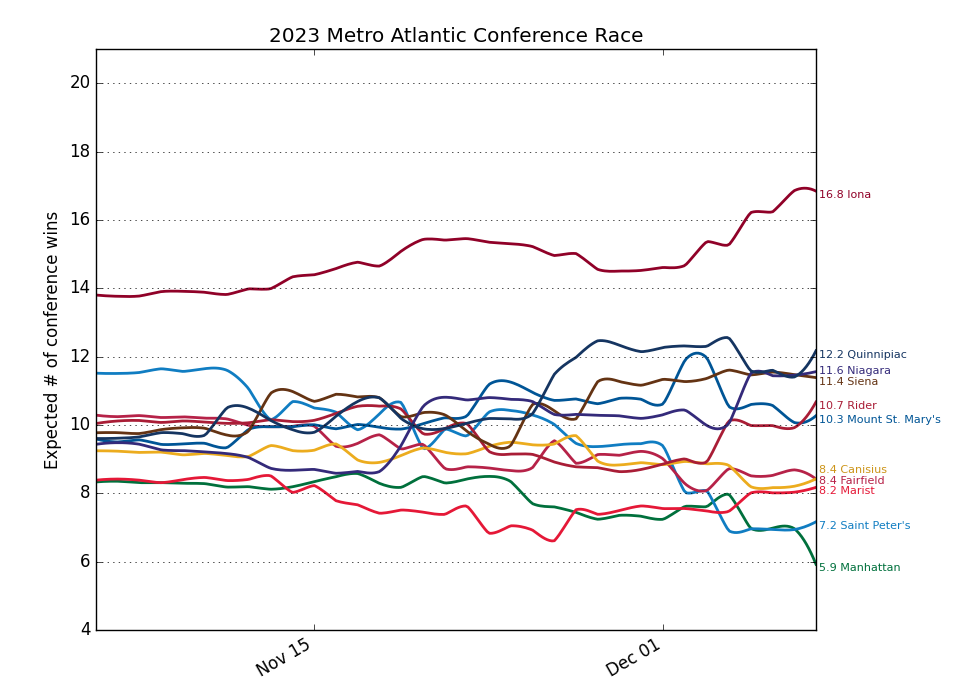 2023 Metro Atlantic Conference Race
Expected # of conference wins
20
18
16
14
12
10
8
6
4
Nov 15
Dec 01
16.8 Iona
12.2 Quinnipiac
11.6 Niagara
11.4 Siena
10.7 Rider
10.3 Mount St. Mary's
8.4 Canisius
8.4 Fairfield
8.2 Marist
7.2 Saint Peter's
5.9 Manhattan